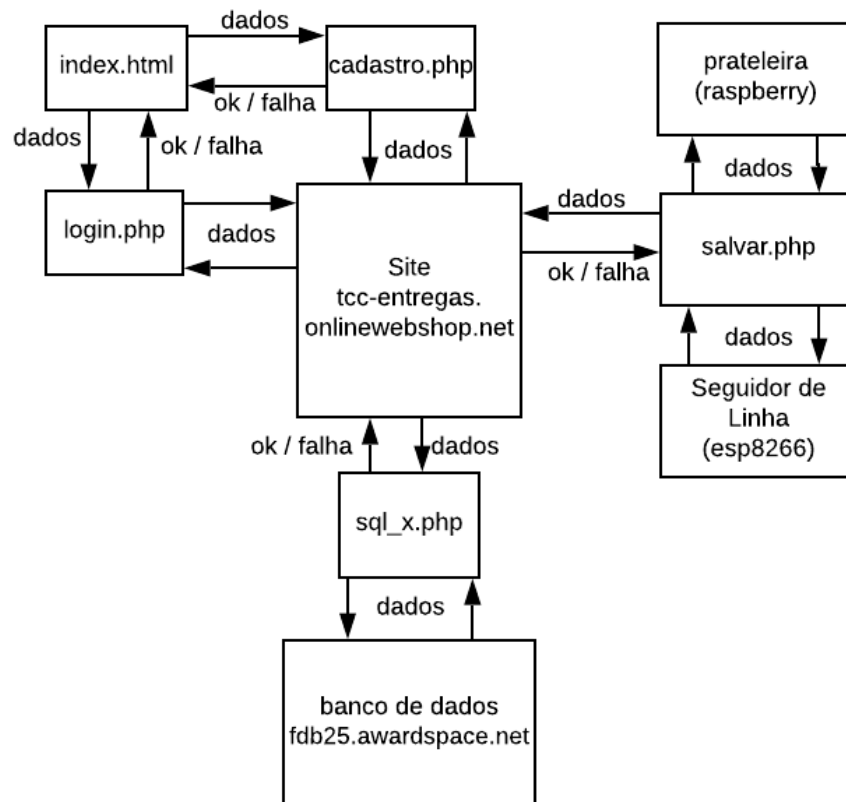 dados
index.html
cadastro.php
ok / falha
dados
ok / falha
dados
login.php
dados
prateleira
(raspberry)
dados
dados
salvar.php
ok / falha
dados
Site
tcc-entregas.
onlinewebshop.net
Seguidor de
Linha
(esp8266)
ok / falha
dados
sql_x.php
dados
banco de dados
fdb25.awardspace.net